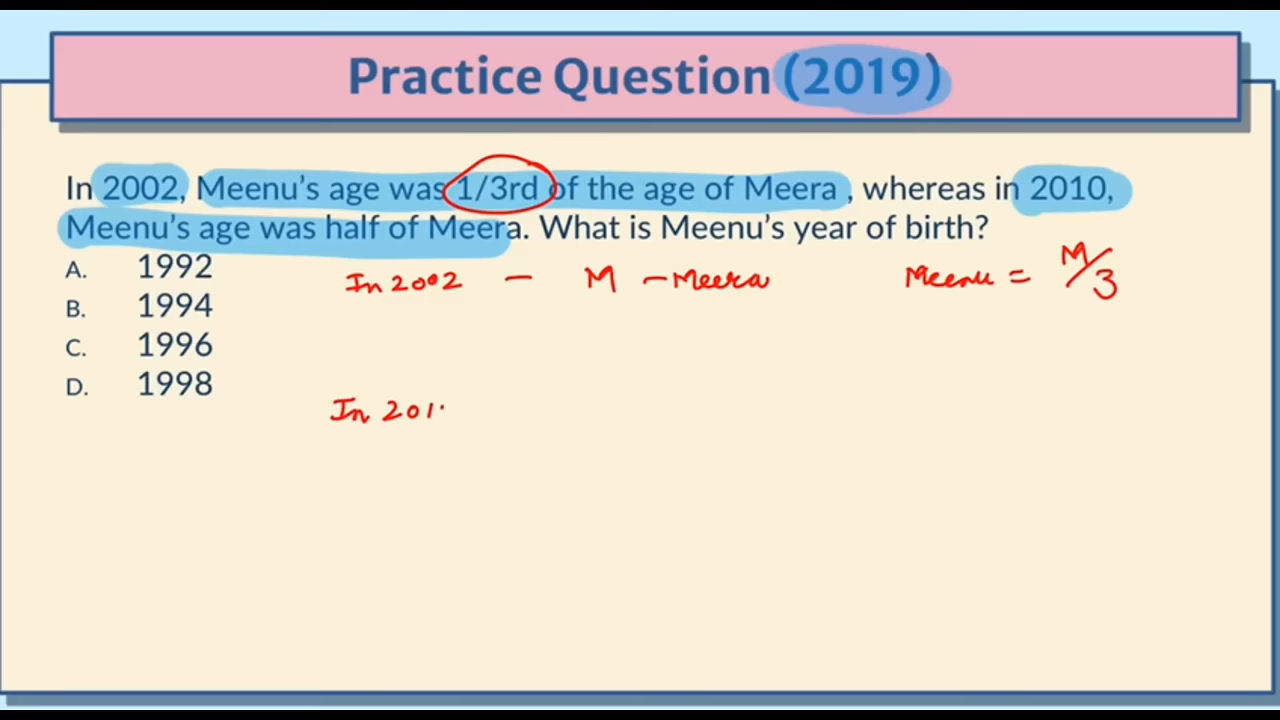 Practice Question (2019)
In 2002, Meenu's age was 1/3rd of the age of Meera , whereas in 2010,
Meenu's age was half of Meera. What is Meenu's year of birth?
A. 1992
B. 1994
C. 1996
D. 1998
In 2002 - M - Meera Meenu = M/3
In 201